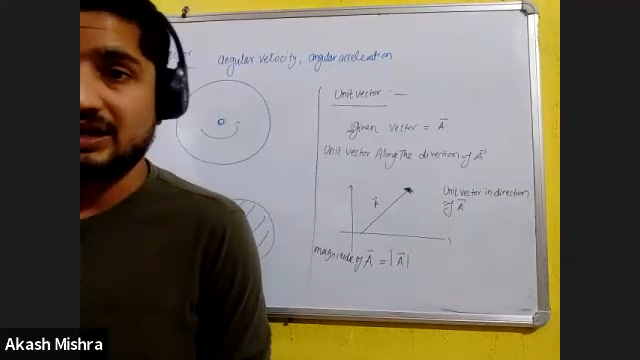 angular velocity, angular acceleration
Unit vector :—
given vector = A⃗.
Unit vector Along The direction of A⃗
A⃗
Unit vector in direction
of A⃗
magnitude of A⃗ = |A⃗|
Akash Mishra